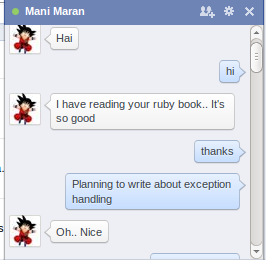 Mani Maran
Hai
hi
I have reading your ruby book.. It's
so good
thanks
Planning to write about exception
handling
Oh.. Nice